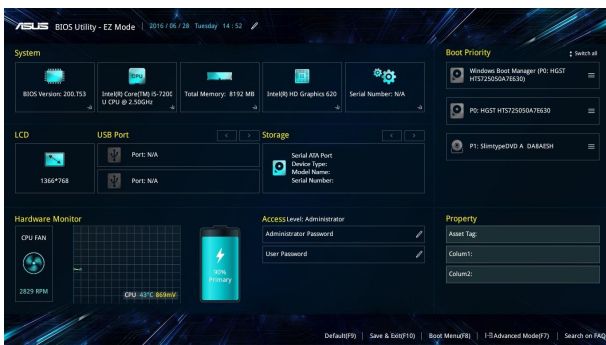 ASUS BIOS Utility - EZ Mode | 2016 / 06 / 28 Tuesday 14 : 52
System
BIOS Version: 200.T53
Intel(R) Core(TM) i5-7200
U CPU @ 2.50GHz
Total Memory: 8192 MB
Intel(R) HD Graphics 620
Serial Number: N/A
Boot Priority
Switch all
Windows Boot Manager (P0: HGST
HTS725050A7E630)
P0: HGST HTS725050A7E630
P1: SlimtypeDVD A DA8AESH
LCD
1366*768
USB Port
Port: N/A
Port: N/A
Storage
Serial ATA Port
Device Type:
Model Name:
Serial Number:
Hardware Monitor
CPU FAN
2829 RPM
CPU 43°C 869mV
90%
Primary
Access Level: Administrator
Administrator Password
User Password
Property
Asset Tag:
Colum1:
Colum2:
Default(F9) | Save & Exit(F10) | Boot Menu(F8) | Advanced Mode(F7) | Search on FAQ